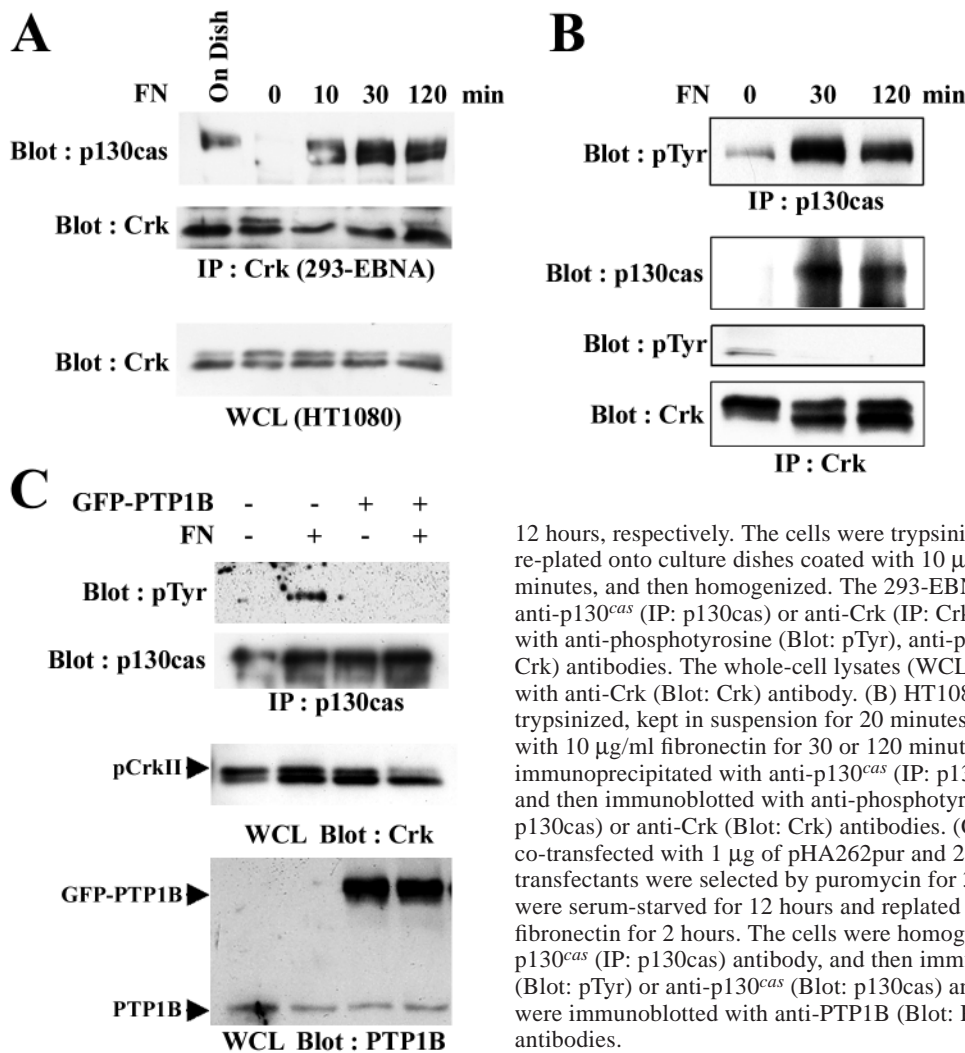 A
On Dish
FN 0 10 30 120 min
Blot : p130cas
Blot : Crk
IP : Crk (293-EBNA)
Blot : Crk
WCL (HT1080)
B
FN 0 30 120 min
Blot : pTyr
IP : p130cas
Blot : p130cas
Blot : pTyr
Blot : Crk
IP : Crk
C
GFP-PTP1B - - + +
FN - + - +
Blot : pTyr
Blot : p130cas
IP : p130cas
pCrkII
WCL Blot : Crk
GFP-PTP1B
PTP1B
WCL Blot : PTP1B
12 hours, respectively. The cells were trypsini
re-plated onto culture dishes coated with 10 μ
minutes, and then homogenized. The 293-EBN
anti-p130cas (IP: p130cas) or anti-Crk (IP: Crk
with anti-phosphotyrosine (Blot: pTyr), anti-p
Crk) antibodies. The whole-cell lysates (WCL
with anti-Crk (Blot: Crk) antibody. (B) HT108
trypsinized, kept in suspension for 20 minutes
with 10 μg/ml fibronectin for 30 or 120 minut
immunoprecipitated with anti-p130cas (IP: p13
and then immunoblotted with anti-phosphotyr
p130cas) or anti-Crk (Blot: Crk) antibodies. (C
co-transfected with 1 μg of pHA262pur and 2
transfectants were selected by puromycin for
were serum-starved for 12 hours and replated
fibronectin for 2 hours. The cells were homog
p130cas (IP: p130cas) antibody, and then immu
(Blot: pTyr) or anti-p130cas (Blot: p130cas) an
were immunoblotted with anti-PTP1B (Blot:
antibodies.